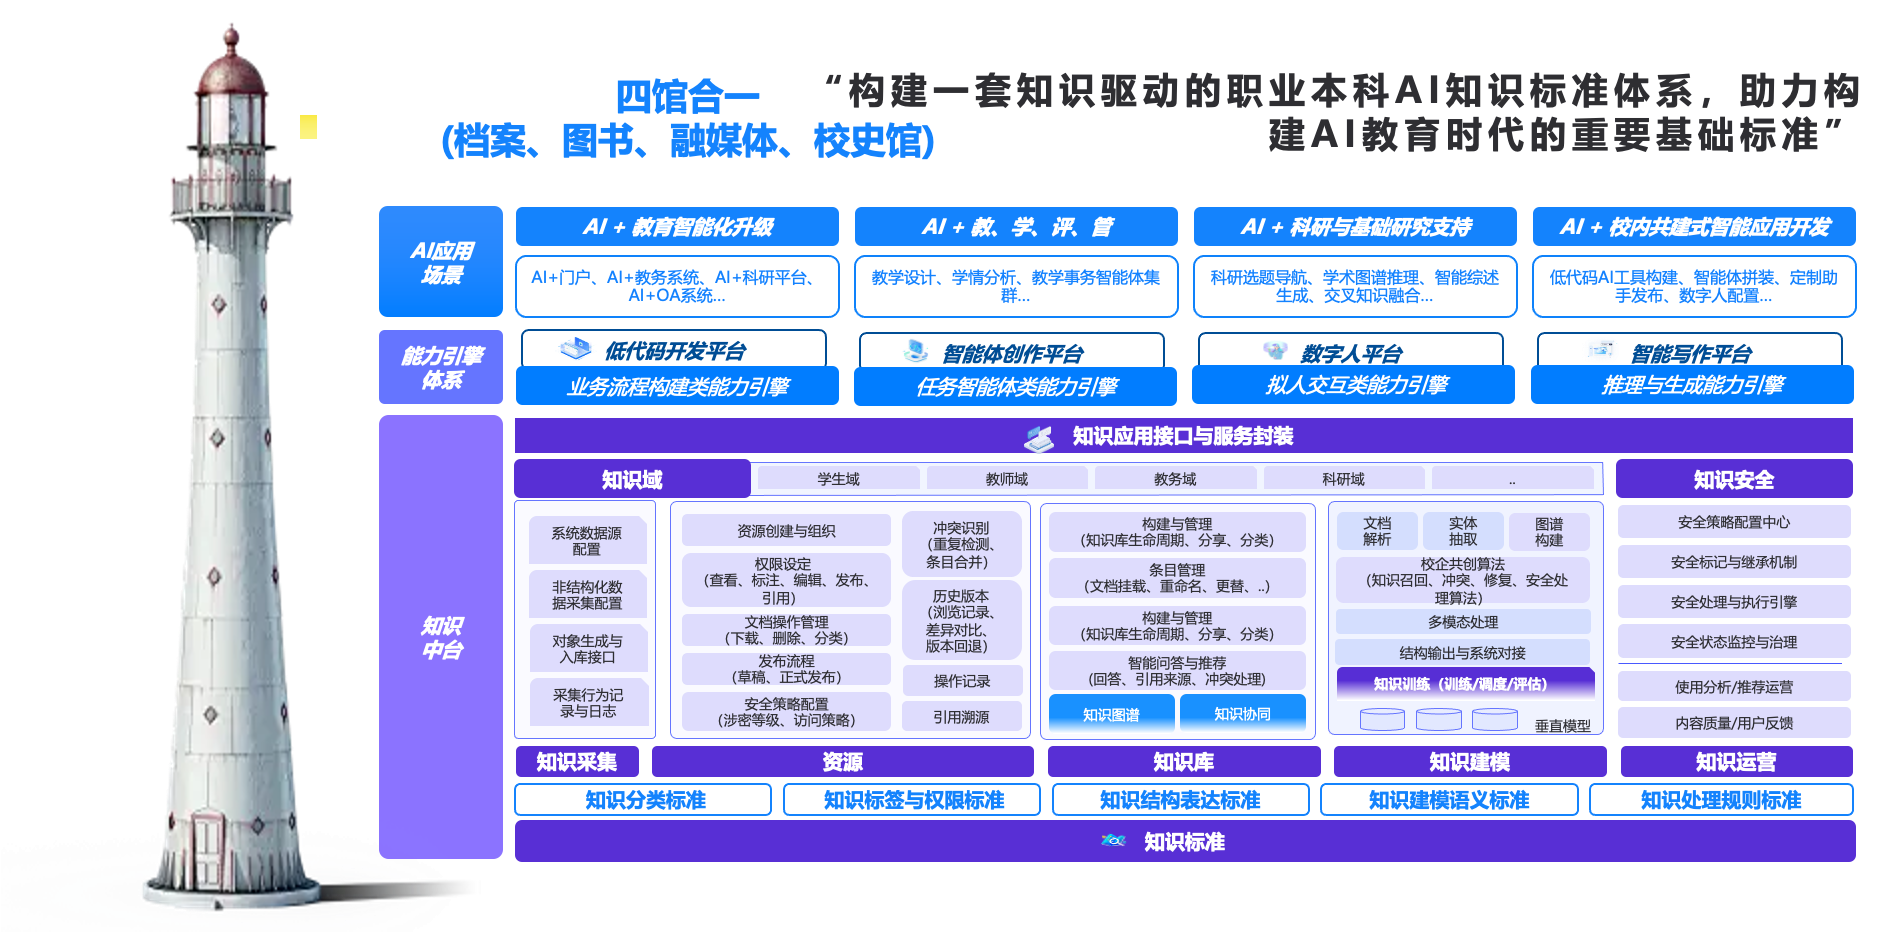 四馆合一
(档案、图书、融媒体、校史馆)
“构建一套知识驱动的职业本科AI知识标准体系，助力构
建AI教育时代的重要基础标准”
AI应用
场景
AI + 教育智能化升级
AI + 教、学、评、管
AI + 科研与基础研究支持
AI + 校内共建式智能应用开发
AI+门户、AI+教务系统、AI+科研平台、
AI+OA系统...
教学设计、学情分析、教学事务智能体集
群...
科研选题导航、学术图谱推理、智能综述
生成、交叉知识融合...
低代码AI工具构建、智能体拼装、定制助
手发布、数字人配置...
能力引擎
体系
低代码开发平台
智能体创作平台
数字人平台
智能写作平台
业务流程构建类能力引擎
任务智能体类能力引擎
拟人交互类能力引擎
推理与生成能力引擎
知识
中台
知识应用接口与服务封装
知识域
学生域
教师域
教务域
科研域
..
知识安全
系统数据源
配置
非结构化数
据采集配置
对象生成与
入库接口
采集行为记
录与日志
资源创建与组织
权限设定
（查看、标注、编辑、发布、
引用）
文档操作管理
（下载、删除、分类）
发布流程
（草稿、正式发布）
安全策略配置
（涉密等级、访问策略）
冲突识别
（重复检测、
条目合并）
历史版本
（浏览记录、
差异对比、
版本回退）
操作记录
引用溯源
构建与管理
（知识库生命周期、分享、分类）
条目管理
（文档挂载、重命名、更替、..）
构建与管理
（知识库生命周期、分享、分类）
智能问答与推荐
（回答、引用来源、冲突处理）
知识图谱
知识协同
文档
解析
实体
抽取
图谱
构建
校企共创算法
（知识召回、冲突、修复、安全处
理算法）
多模态处理
结构输出与系统对接
知识训练（训练/调度/评估）
垂直模型
安全策略配置中心
安全标记与继承机制
安全处理与执行引擎
安全状态监控与治理
使用分析/推荐运营
内容质量/用户反馈
知识采集
资源
知识库
知识建模
知识运营
知识分类标准
知识标签与权限标准
知识结构表达标准
知识建模语义标准
知识处理规则标准
知识标准